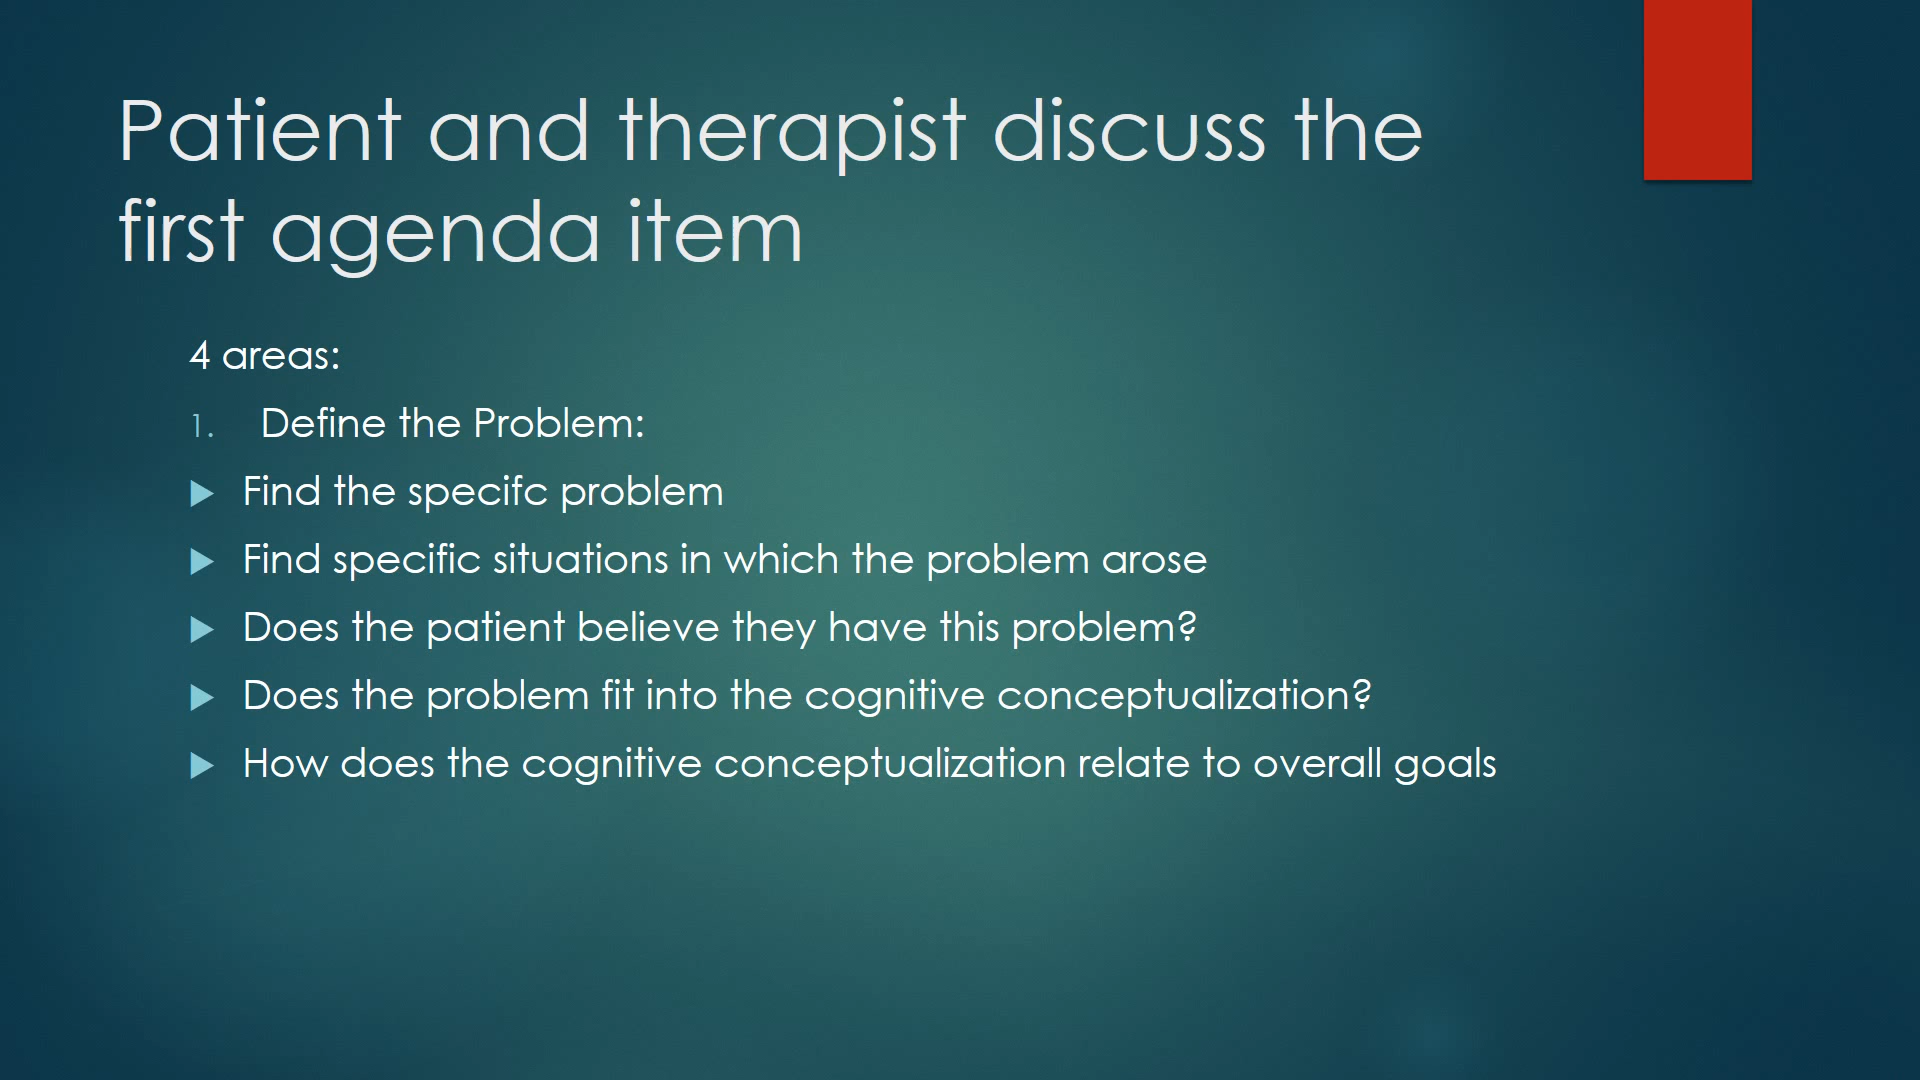 Patient and therapist discuss the
first agenda item
4 areas:
1. Define the Problem:
▶ Find the specifc problem
▶ Find specific situations in which the problem arose
▶ Does the patient believe they have this problem?
▶ Does the problem fit into the cognitive conceptualization?
▶ How does the cognitive conceptualization relate to overall goals